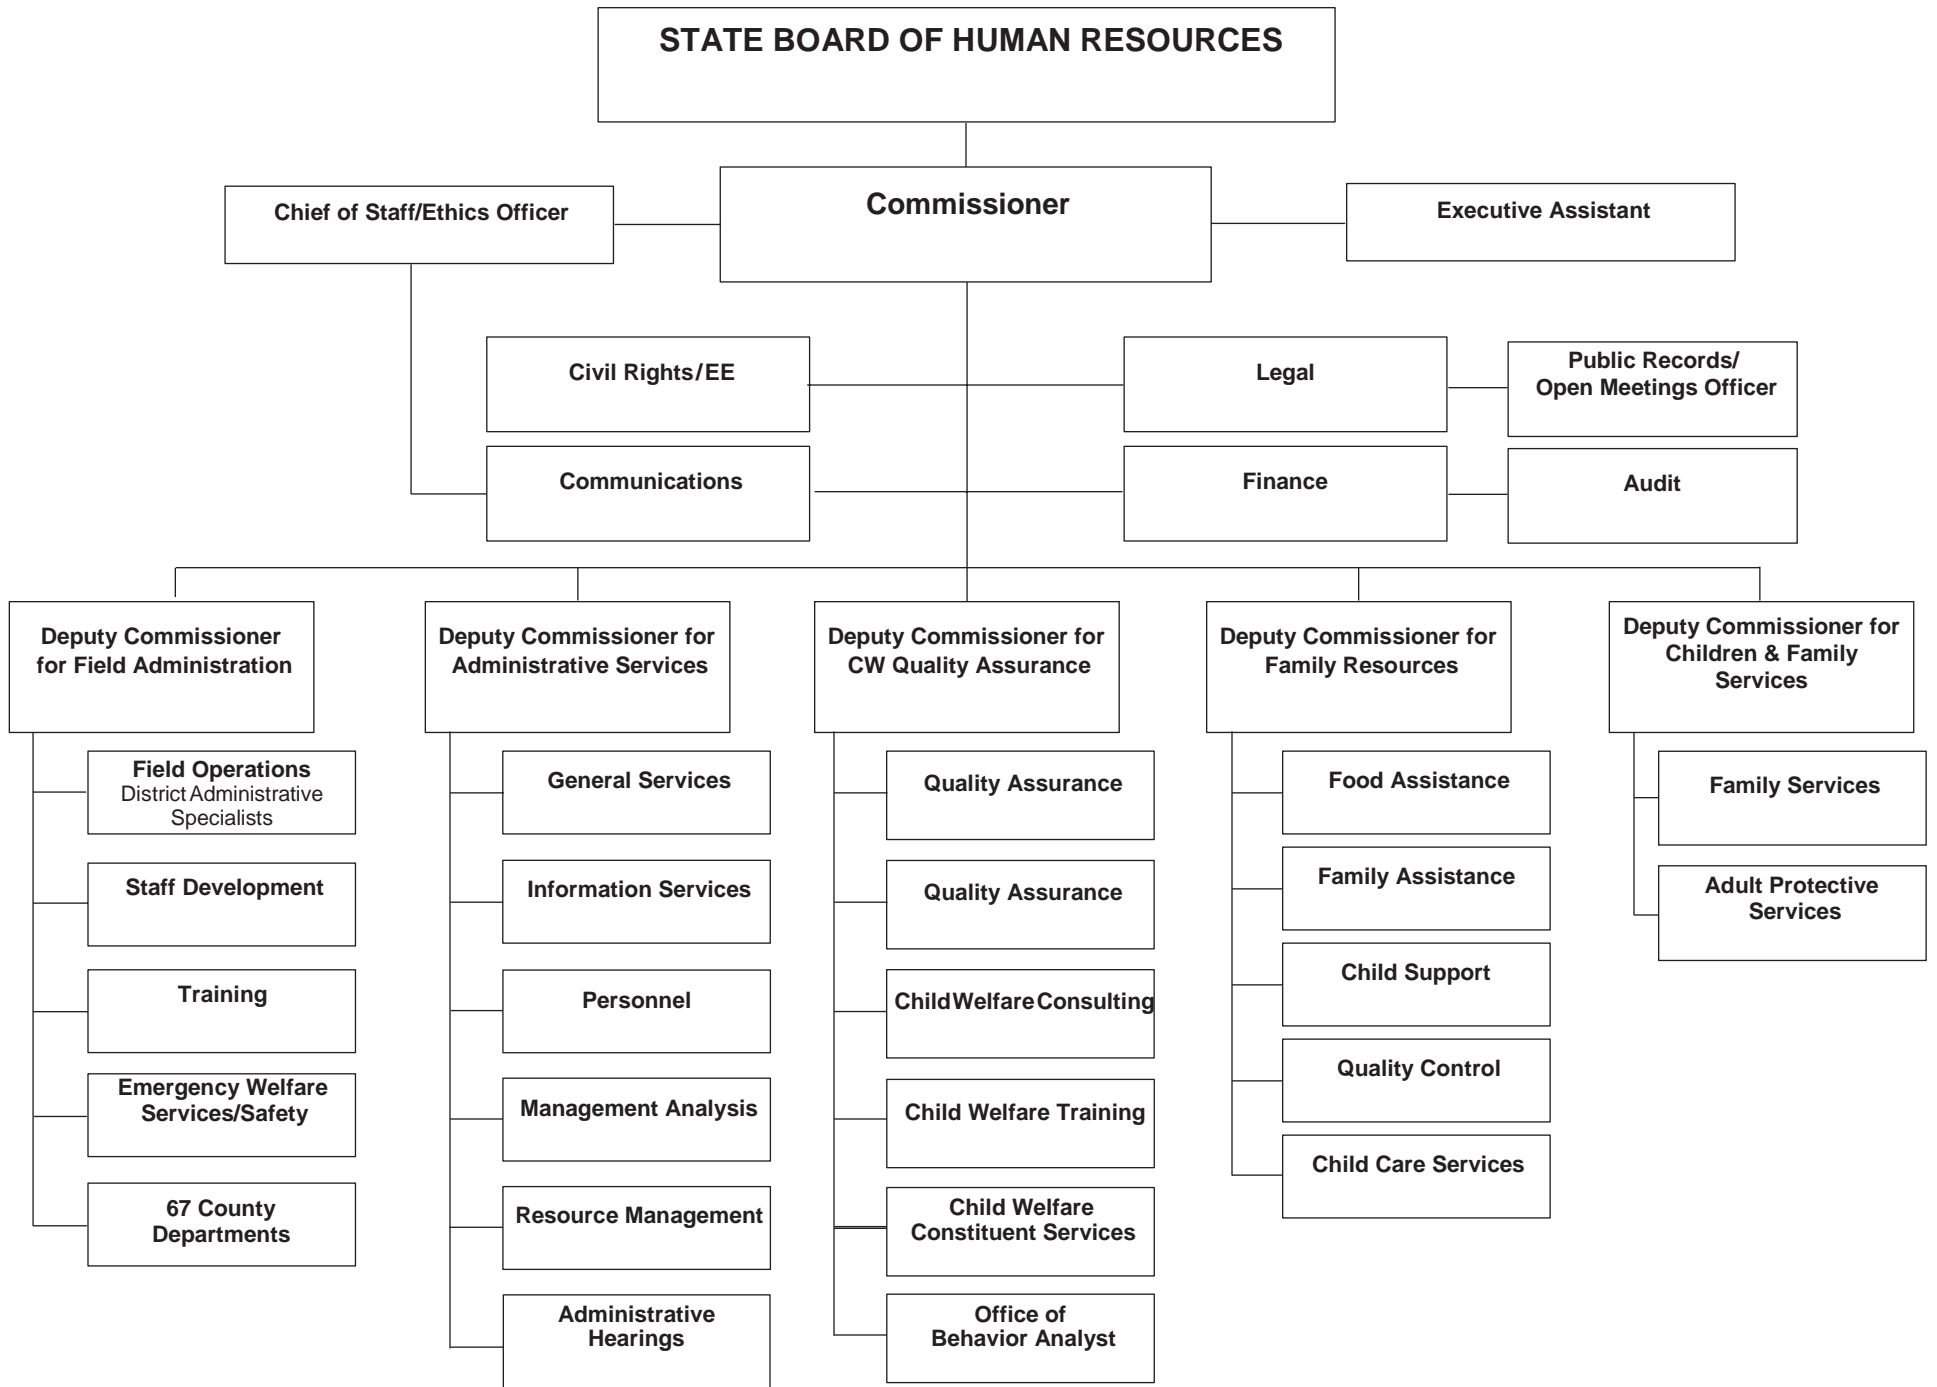 STATE BOARD OF HUMAN RESOURCES
Commissioner
Chief of Staff/Ethics Officer
Executive Assistant
Civil Rights/EE
Legal
Public Records/
Open Meetings Officer
Communications
Finance
Audit
Deputy Commissioner
for Field Administration
Deputy Commissioner for
Administrative Services
Deputy Commissioner for
CW Quality Assurance
Deputy Commissioner for
Family Resources
Deputy Commissioner for
Children & Family
Services
Field Operations
District Administrative
Specialists
Staff Development
Training
Emergency Welfare
Services/Safety
67 County
Departments
General Services
Information Services
Personnel
Management Analysis
Resource Management
Administrative
Hearings
Quality Assurance
Quality Assurance
Child Welfare Consulting
Child Welfare Training
Child Welfare
Constituent Services
Office of
Behavior Analyst
Food Assistance
Family Assistance
Child Support
Quality Control
Child Care Services
Family Services
Adult Protective
Services